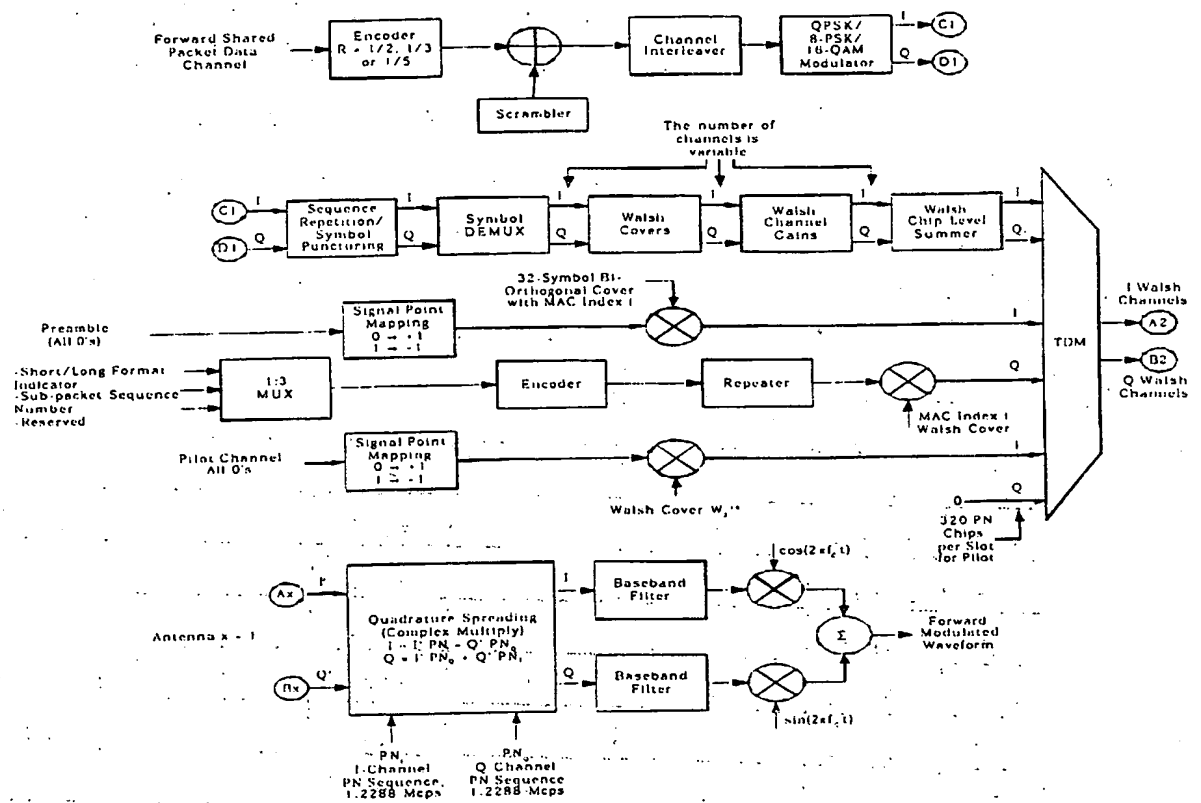 Forward Shared
Packet Data
Channel
Encoder
R = 1/2, 1/3
or 1/5
Scrambler
Channel
Interleaver
QPSK/
8-PSK/
16-QAM
Modulator
I
Q
C1
D1
The number of
channels is
variable
C1
D1
I
Q
Sequence
Repetition/
Symbol
Puncturing
I
Q
Symbol
DEMUX
I
Q
Walsh
Covers
I
Q
Walsh
Channel
Gains
I
Q
Walsh
Chip Level
Summer
I
Q
TDM
I Walsh
Channels
A2
B2
Q Walsh
Channels
32-Symbol Bi-
Orthogonal Cover
with MAC Index i
Preamble
(All 0's)
Signal Point
Mapping
0 → +1
1 → -1
I
-Short/Long Format
Indicator
-Sub-packet Sequence
Number
-Reserved
1:3
MUX
Encoder
Repeater
Q
MAC Index i
Walsh Cover
Pilot Channel
All 0's
Signal Point
Mapping
0 → +1
1 → -1
I
Walsh Cover
0
Q
320 PN
Chips
per Slot
for Pilot
Antenna x = 1
Ax
I'
Bx
Q'
Quadrature Spreading
(Complex Multiply)
I = I' PNI - Q' PNQ
Q = I' PNQ + Q' PNI
I
Q
Baseband
Filter
Baseband
Filter
cos(2πfct)
sin(2πfct)
Σ
Forward
Modulated
Waveform
PNI
I-Channel
PN Sequence,
1.2288 Mcps
PNQ
Q Channel
PN Sequence
1.2288 Mcps